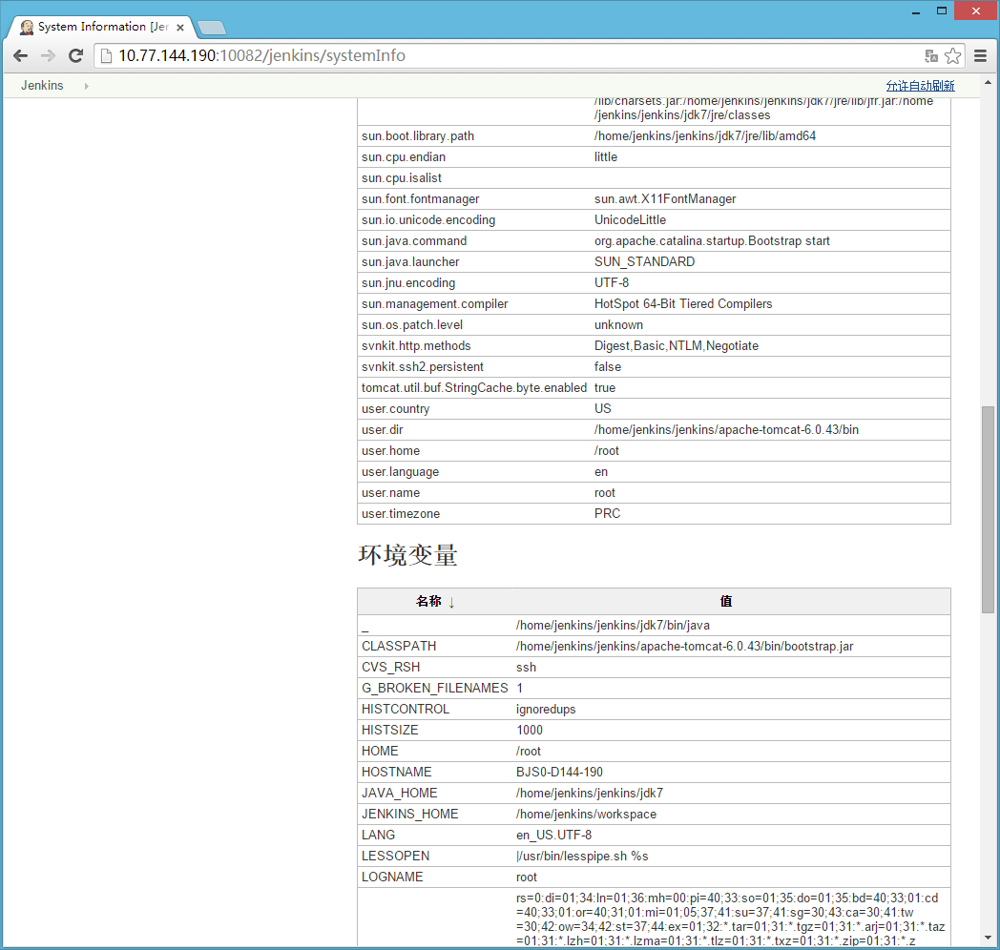 System Information [Jer
10.77.144.190:10082/jenkins/systemInfo
Jenkins
允许自动刷新
/lib/charsets.jar:/home/jenkins/jenkins/jdk7/jre/lib/jfr.jar:/home
/jenkins/jenkins/jdk7/jre/classes
sun.boot.library.path /home/jenkins/jenkins/jdk7/jre/lib/amd64
sun.cpu.endian little
sun.cpu.isalist
sun.font.fontmanager sun.awt.X11FontManager
sun.io.unicode.encoding UnicodeLittle
sun.java.command org.apache.catalina.startup.Bootstrap start
sun.java.launcher SUN_STANDARD
sun.jnu.encoding UTF-8
sun.management.compiler HotSpot 64-Bit Tiered Compilers
sun.os.patch.level unknown
svnkit.http.methods Digest,Basic,NTLM,Negotiate
svnkit.ssh2.persistent false
tomcat.util.buf.StringCache.byte.enabled true
user.country US
user.dir /home/jenkins/jenkins/apache-tomcat-6.0.43/bin
user.home /root
user.language en
user.name root
user.timezone PRC
环境变量
名称 ↓ 值
_ /home/jenkins/jenkins/jdk7/bin/java
CLASSPATH /home/jenkins/jenkins/apache-tomcat-6.0.43/bin/bootstrap.jar
CVS_RSH ssh
G_BROKEN_FILENAMES 1
HISTCONTROL ignoredups
HISTSIZE 1000
HOME /root
HOSTNAME BJS0-D144-190
JAVA_HOME /home/jenkins/jenkins/jdk7
JENKINS_HOME /home/jenkins/workspace
LANG en_US.UTF-8
LESSOPEN |/usr/bin/lesspipe.sh %s
LOGNAME root
rs=0:di=01;34:ln=01;36:mh=00:pi=40;33:so=01;35:do=01;35:bd=40;33;01:cd
=40;33;01:or=40;31;01:mi=01;05;37;41:su=37;41:sg=30;43:ca=30;41:tw
=30;42:ow=34;42:st=37;44:ex=01;32:*.tar=01;31:*.tgz=01;31:*.arj=01;31:*.taz
=01;31:*.lzh=01;31:*.lzma=01;31:*.tlz=01;31:*.txz=01;31:*.zip=01;31:*.z